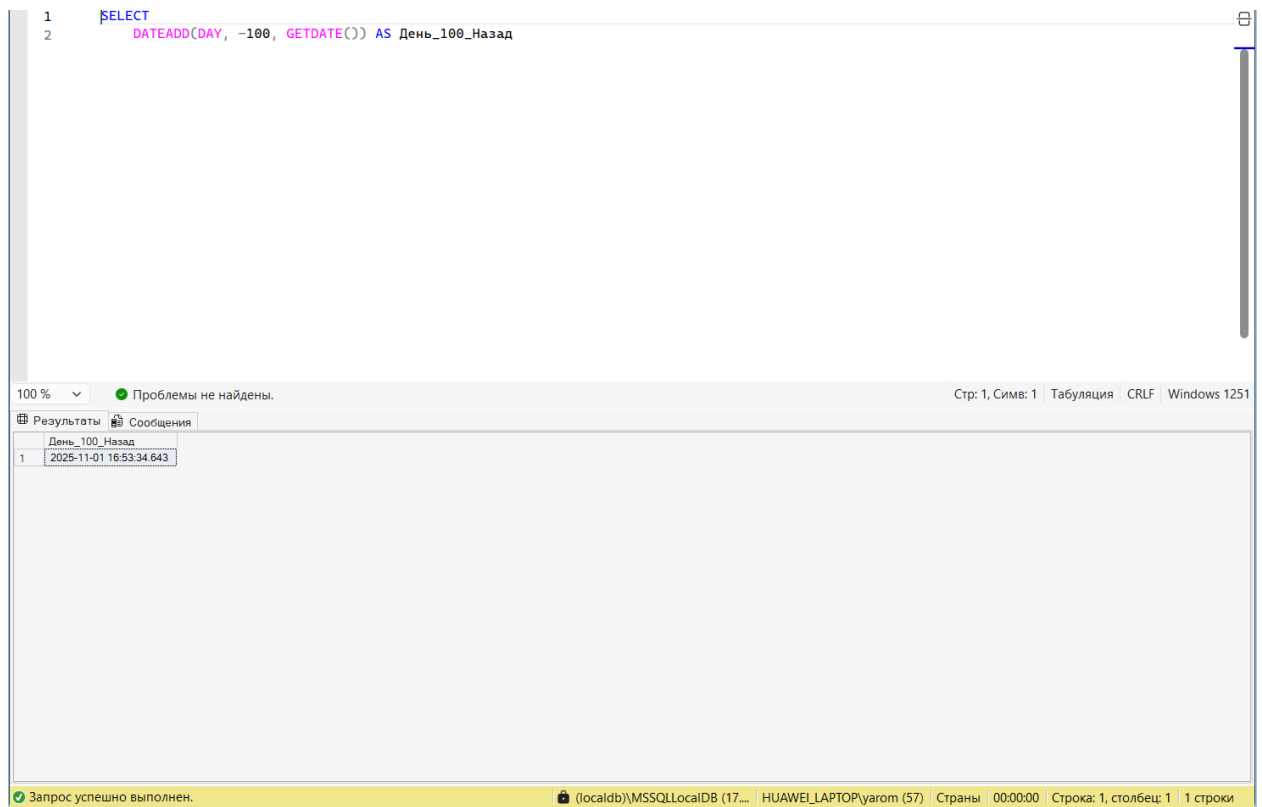 1 SELECT
2 DATEADD(DAY, -100, GETDATE()) AS День_100_Назад
100 % Проблемы не найдены. Стр: 1, Симв: 1 Табуляция CRLF Windows 1251
Результаты Сообщения
День_100_Назад
1 2025-11-01 16:53:34.643
Запрос успешно выполнен. (localdb)\MSSQLLocalDB (17.... HUAWEI_LAPTOP\yarom (57) Страны 00:00:00 Строка: 1, столбец: 1 1 строки